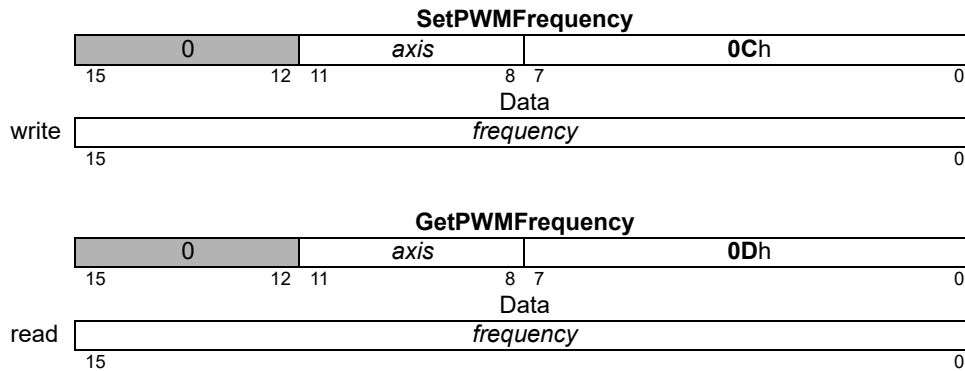 SetPWMFrequency
0 axis 0Ch
15 12 11 8 7 0
Data
write frequency
15 0
GetPWMFrequency
0 axis 0Dh
15 12 11 8 7 0
Data
read frequency
15 0